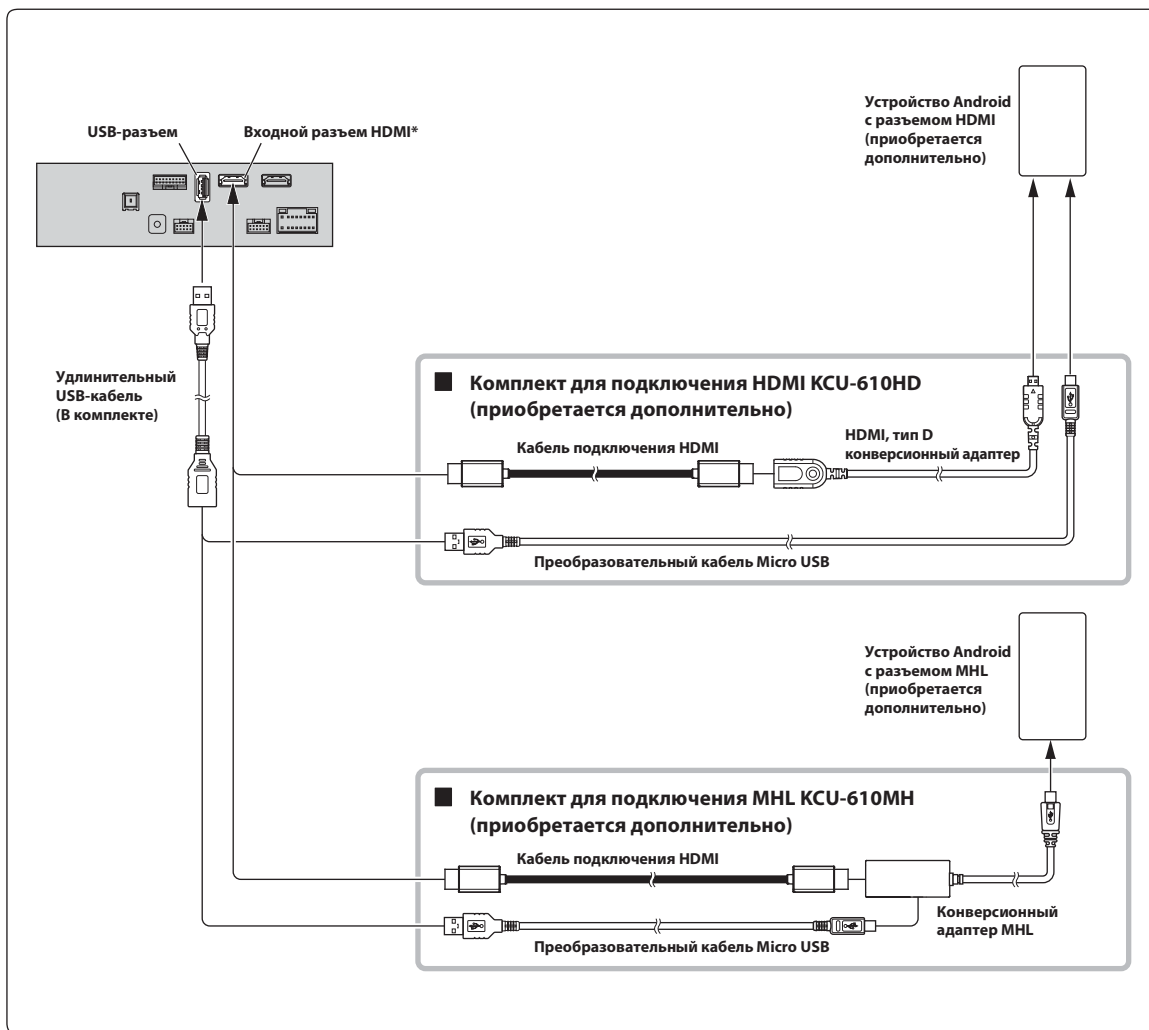 Устройство Android
с разъемом HDMI
(приобретается
дополнительно)
USB-разъем
Входной разъем HDMI*
Удлинительный
USB-кабель
(В комплекте)
Комплект для подключения HDMI KCU-610HD
(приобретается дополнительно)
Кабель подключения HDMI
HDMI, тип D
конверсионный адаптер
Преобразовательный кабель Micro USB
Устройство Android
с разъемом MHL
(приобретается
дополнительно)
Комплект для подключения MHL KCU-610MH
(приобретается дополнительно)
Кабель подключения HDMI
Конверсионный
адаптер MHL
Преобразовательный кабель Micro USB